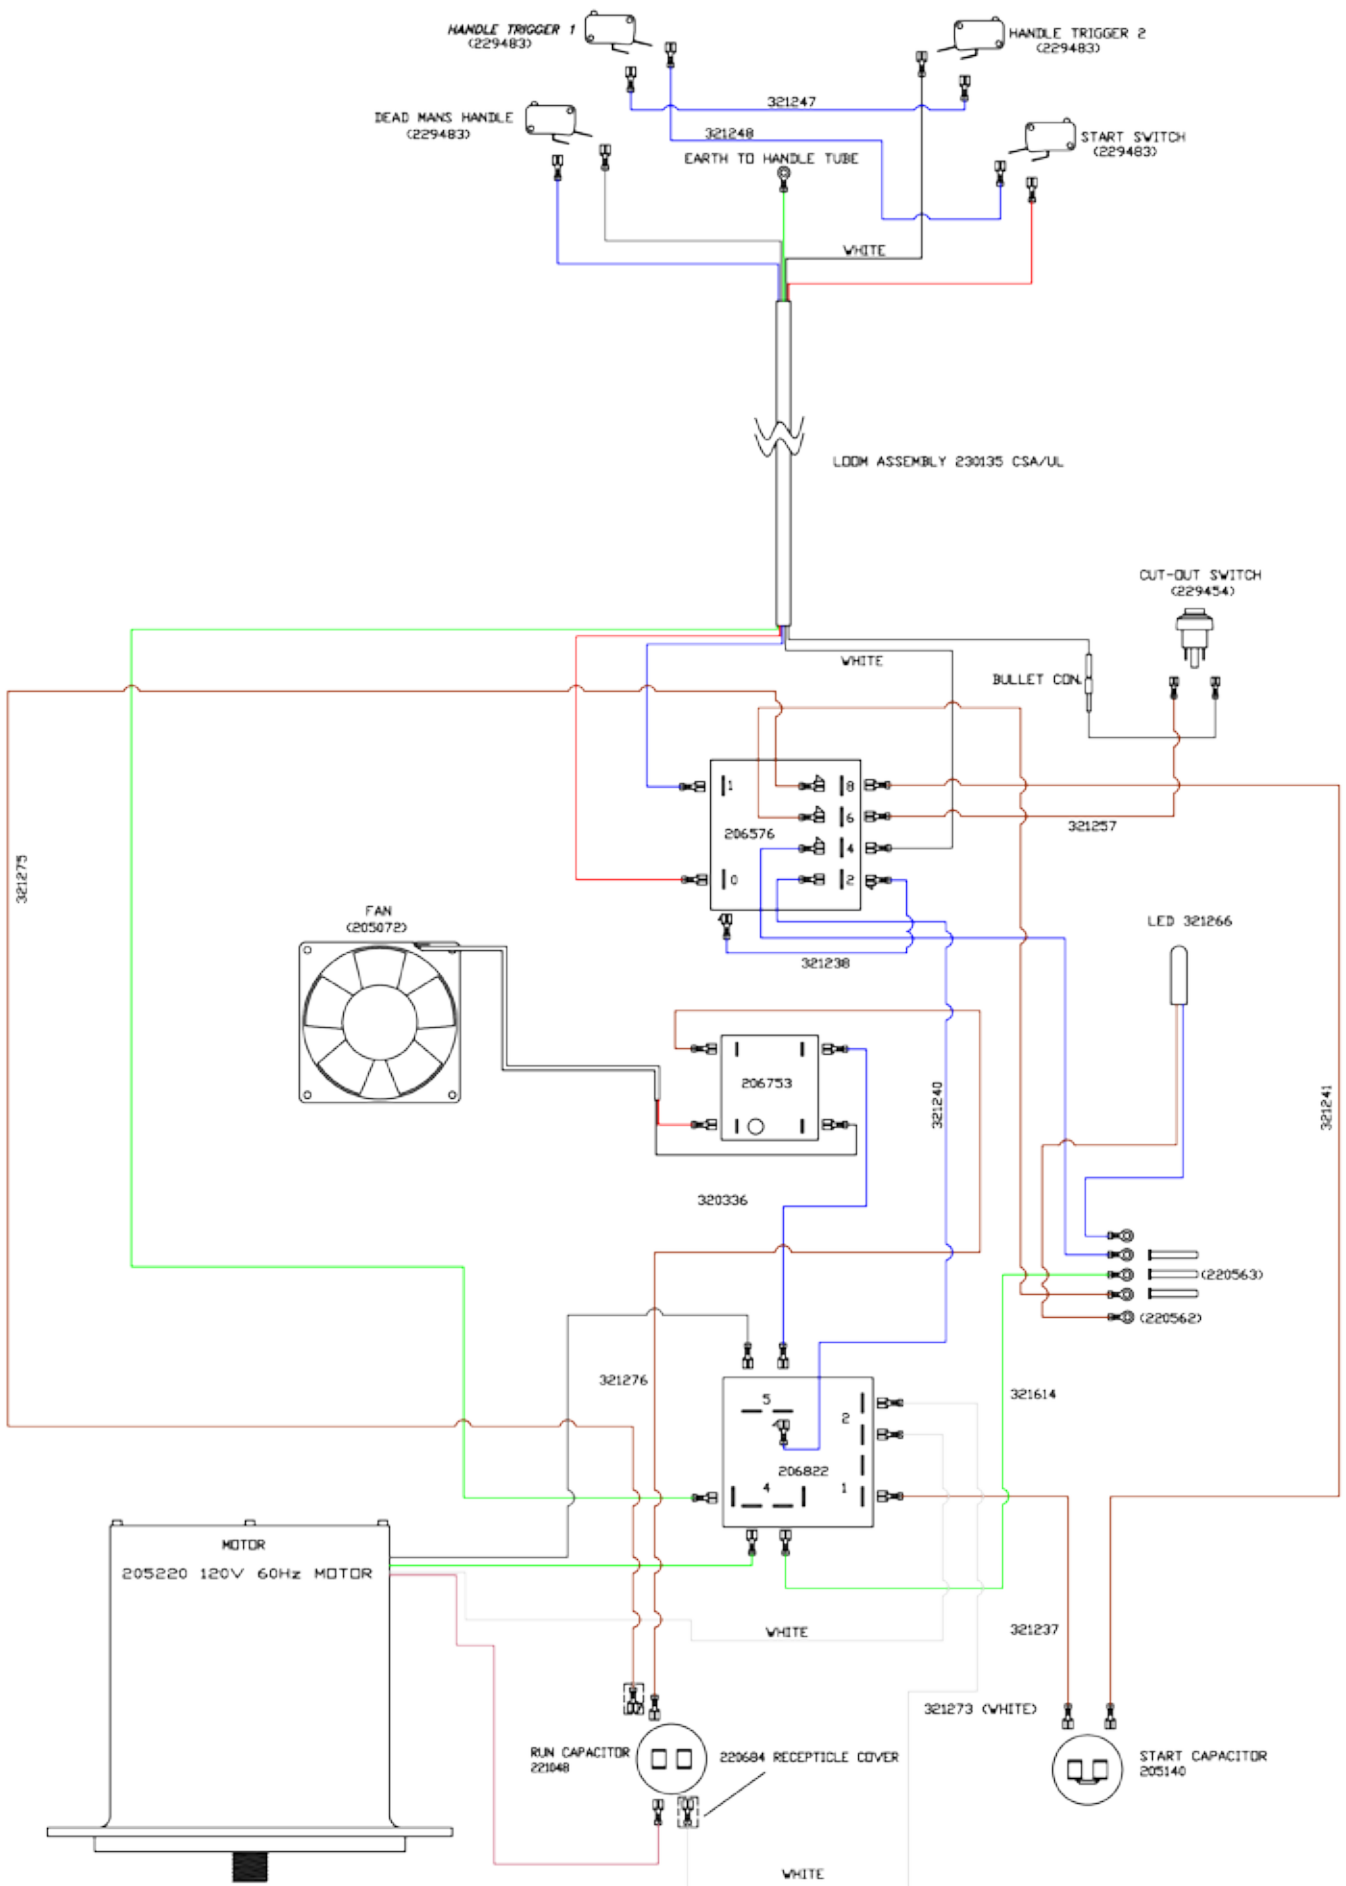 HANDLE TRIGGER 1
(229483)
HANDLE TRIGGER 2
(229483)
321247
DEAD MANS HANDLE
(229483)
321248
START SWITCH
(229483)
EARTH TO HANDLE TUBE
WHITE
LOOM ASSEMBLY 230135 CSA/UL
CUT-OUT SWITCH
(229454)
WHITE
BULLET CON.
1
8
6
206576
321257
4
0
2
321275
FAN
(205072)
LED 321266
321238
206753
321240
321241
320336
(220563)
(220562)
321276
321614
5
2
206822
4
1
MOTOR
205220 120V 60Hz MOTOR
WHITE
321237
321273 (WHITE)
RUN CAPACITOR
221048
220684 RECEPTICLE COVER
START CAPACITOR
205140
WHITE